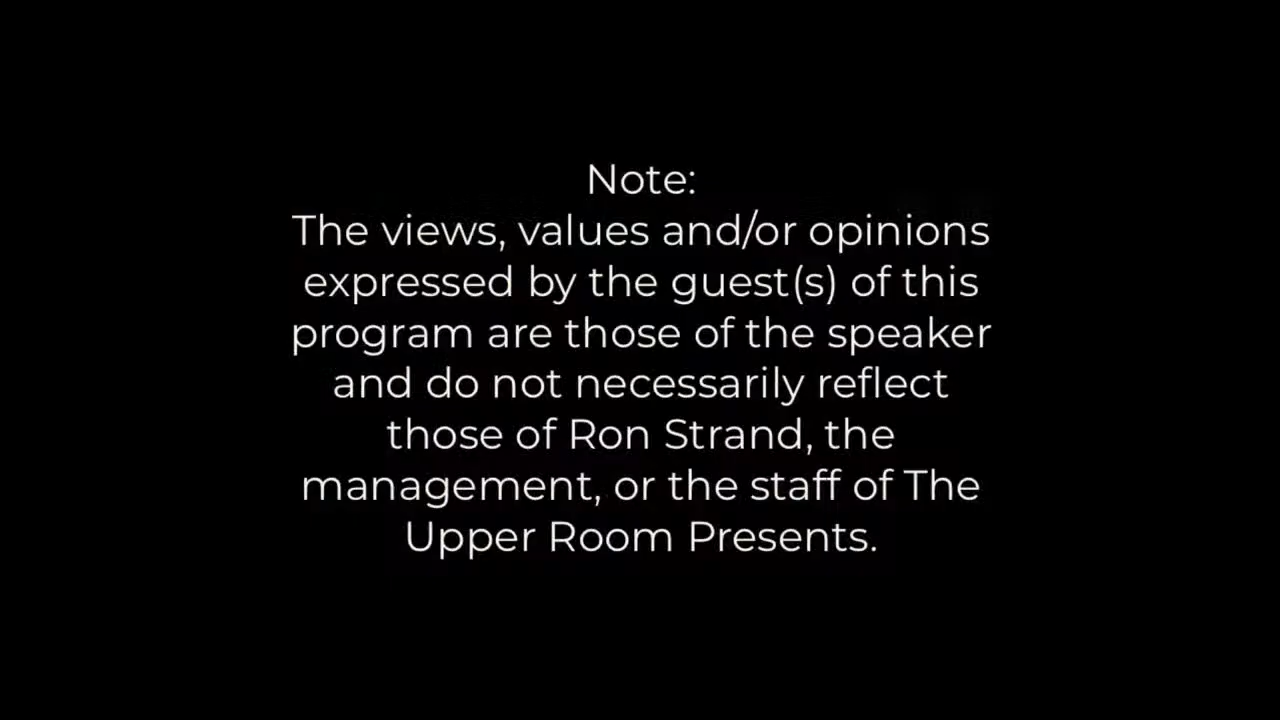 Note:
The views, values and/or opinions
expressed by the guest(s) of this
program are those of the speaker
and do not necessarily reflect
those of Ron Strand, the
management, or the staff of The
Upper Room Presents.